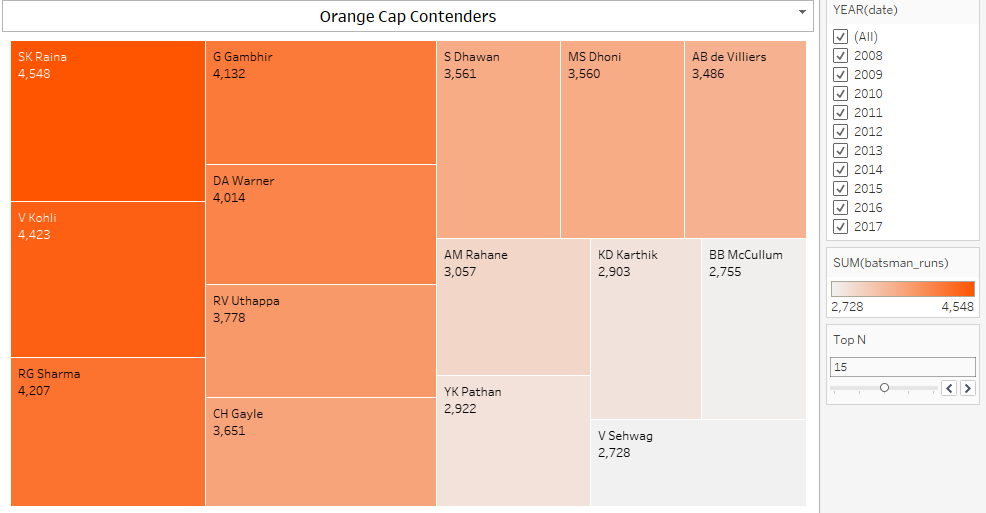 Orange Cap Contenders
SK Raina
4,548
V Kohli
4,423
RG Sharma
4,207
G Gambhir
4,132
DA Warner
4,014
RV Uthappa
3,778
CH Gayle
3,651
S Dhawan
3,561
MS Dhoni
3,560
AB de Villiers
3,486
AM Rahane
3,057
YK Pathan
2,922
KD Karthik
2,903
BB McCullum
2,755
V Sehwag
2,728
YEAR(date)
(All)
2008
2009
2010
2011
2012
2013
2014
2015
2016
2017
SUM(batsman_runs)
2,728 4,548
Top N
15